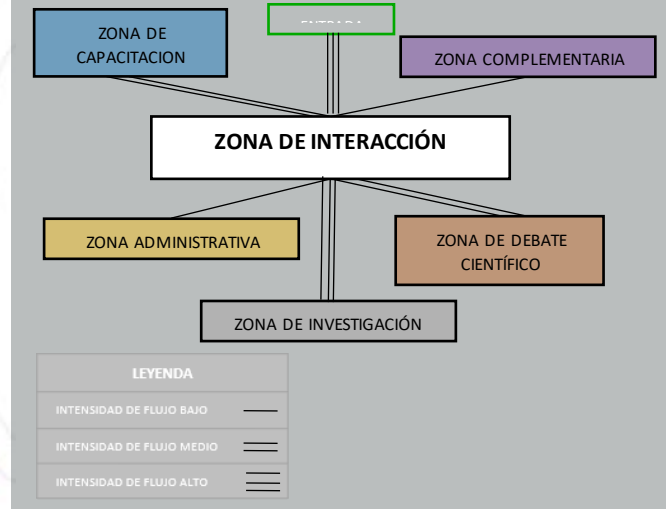 ENTRADA
ZONA DE
CAPACITACION
ZONA COMPLEMENTARIA
ZONA DE INTERACCIÓN
ZONA ADMINISTRATIVA
ZONA DE DEBATE
CIENTÍFICO
ZONA DE INVESTIGACIÓN
LEYENDA
INTENSIDAD DE FLUJO BAJO
INTENSIDAD DE FLUJO MEDIO
INTENSIDAD DE FLUJO ALTO